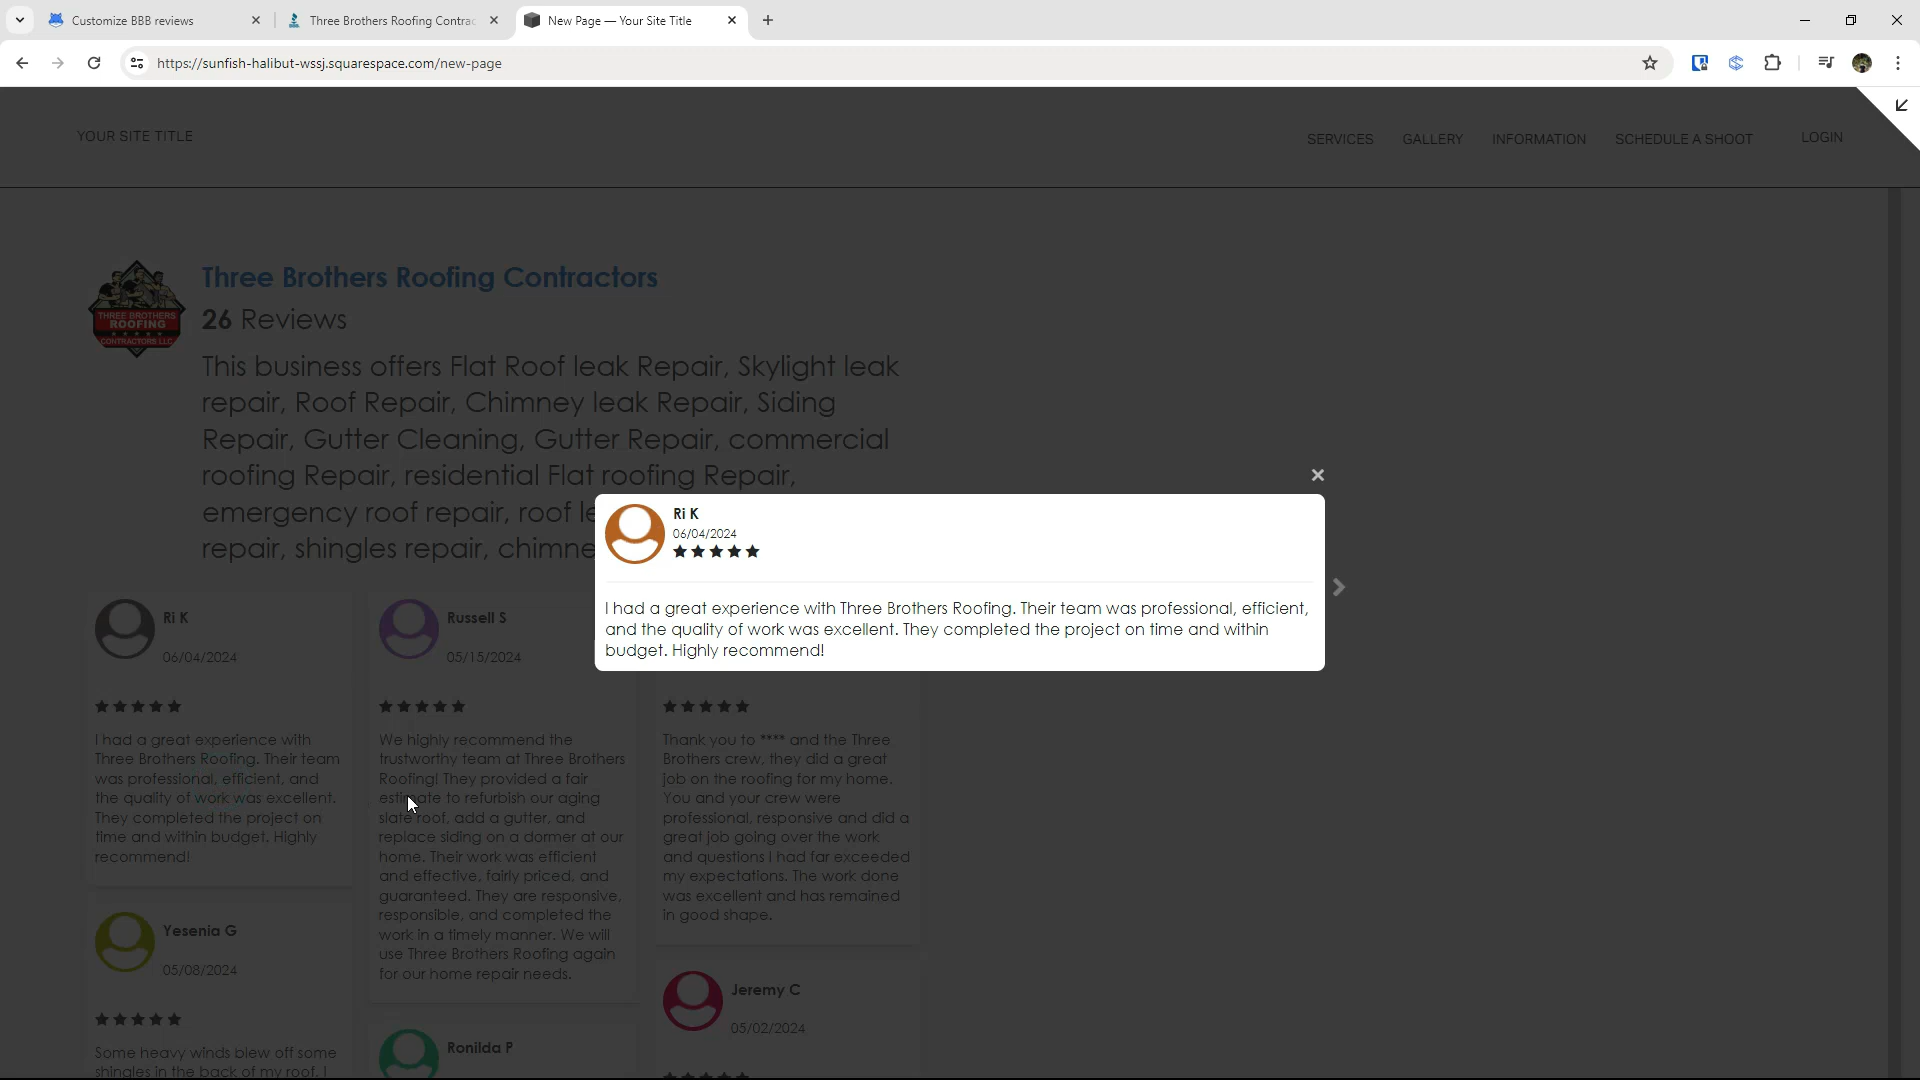 Customize BBB reviews
Three Brothers Roofing Contrac
New Page — Your Site Title
https://sunfish-halibut-wssj.squarespace.com/new-page
YOUR SITE TITLE
SERVICES
GALLERY
INFORMATION
SCHEDULE A SHOOT
LOGIN
THREE BROTHERS
ROOFING
CONTRACTORS LLC
Three Brothers Roofing Contractors
26 Reviews
This business offers Flat Roof leak Repair, Skylight leak
repair, Roof Repair, Chimney leak Repair, Siding
Repair, Gutter Cleaning, Gutter Repair, commercial
roofing Repair, residential Flat roofing Repair,
emergency roof repair, roof le
repair, shingles repair, chimne
Ri K
06/04/2024
I had a great experience with Three Brothers Roofing. Their team was professional, efficient,
and the quality of work was excellent. They completed the project on time and within
budget. Highly recommend!
Ri K
06/04/2024
I had a great experience with
Three Brothers Roofing. Their team
was professional, efficient, and
the quality of work was excellent.
They completed the project on
time and within budget. Highly
recommend!
Yesenia G
05/08/2024
Some heavy winds blew off some
shingles in the back of my roof. I
Russell S
05/15/2024
We highly recommend the
trustworthy team at Three Brothers
Roofing! They provided a fair
estimate to refurbish our aging
slate roof, add a gutter, and
replace siding on a dormer at our
home. Their work was efficient
and effective, fairly priced, and
guaranteed. They are responsive,
responsible, and completed the
work in a timely manner. We will
use Three Brothers Roofing again
for our home repair needs.
Ronilda P
Thank you to **** and the Three
Brothers crew, they did a great
job on the roofing for my home.
You and your crew were
professional, responsive and did a
great job going over the work
and questions I had far exceeded
my expectations. The work done
was excellent and has remained
in good shape.
Jeremy C
05/02/2024